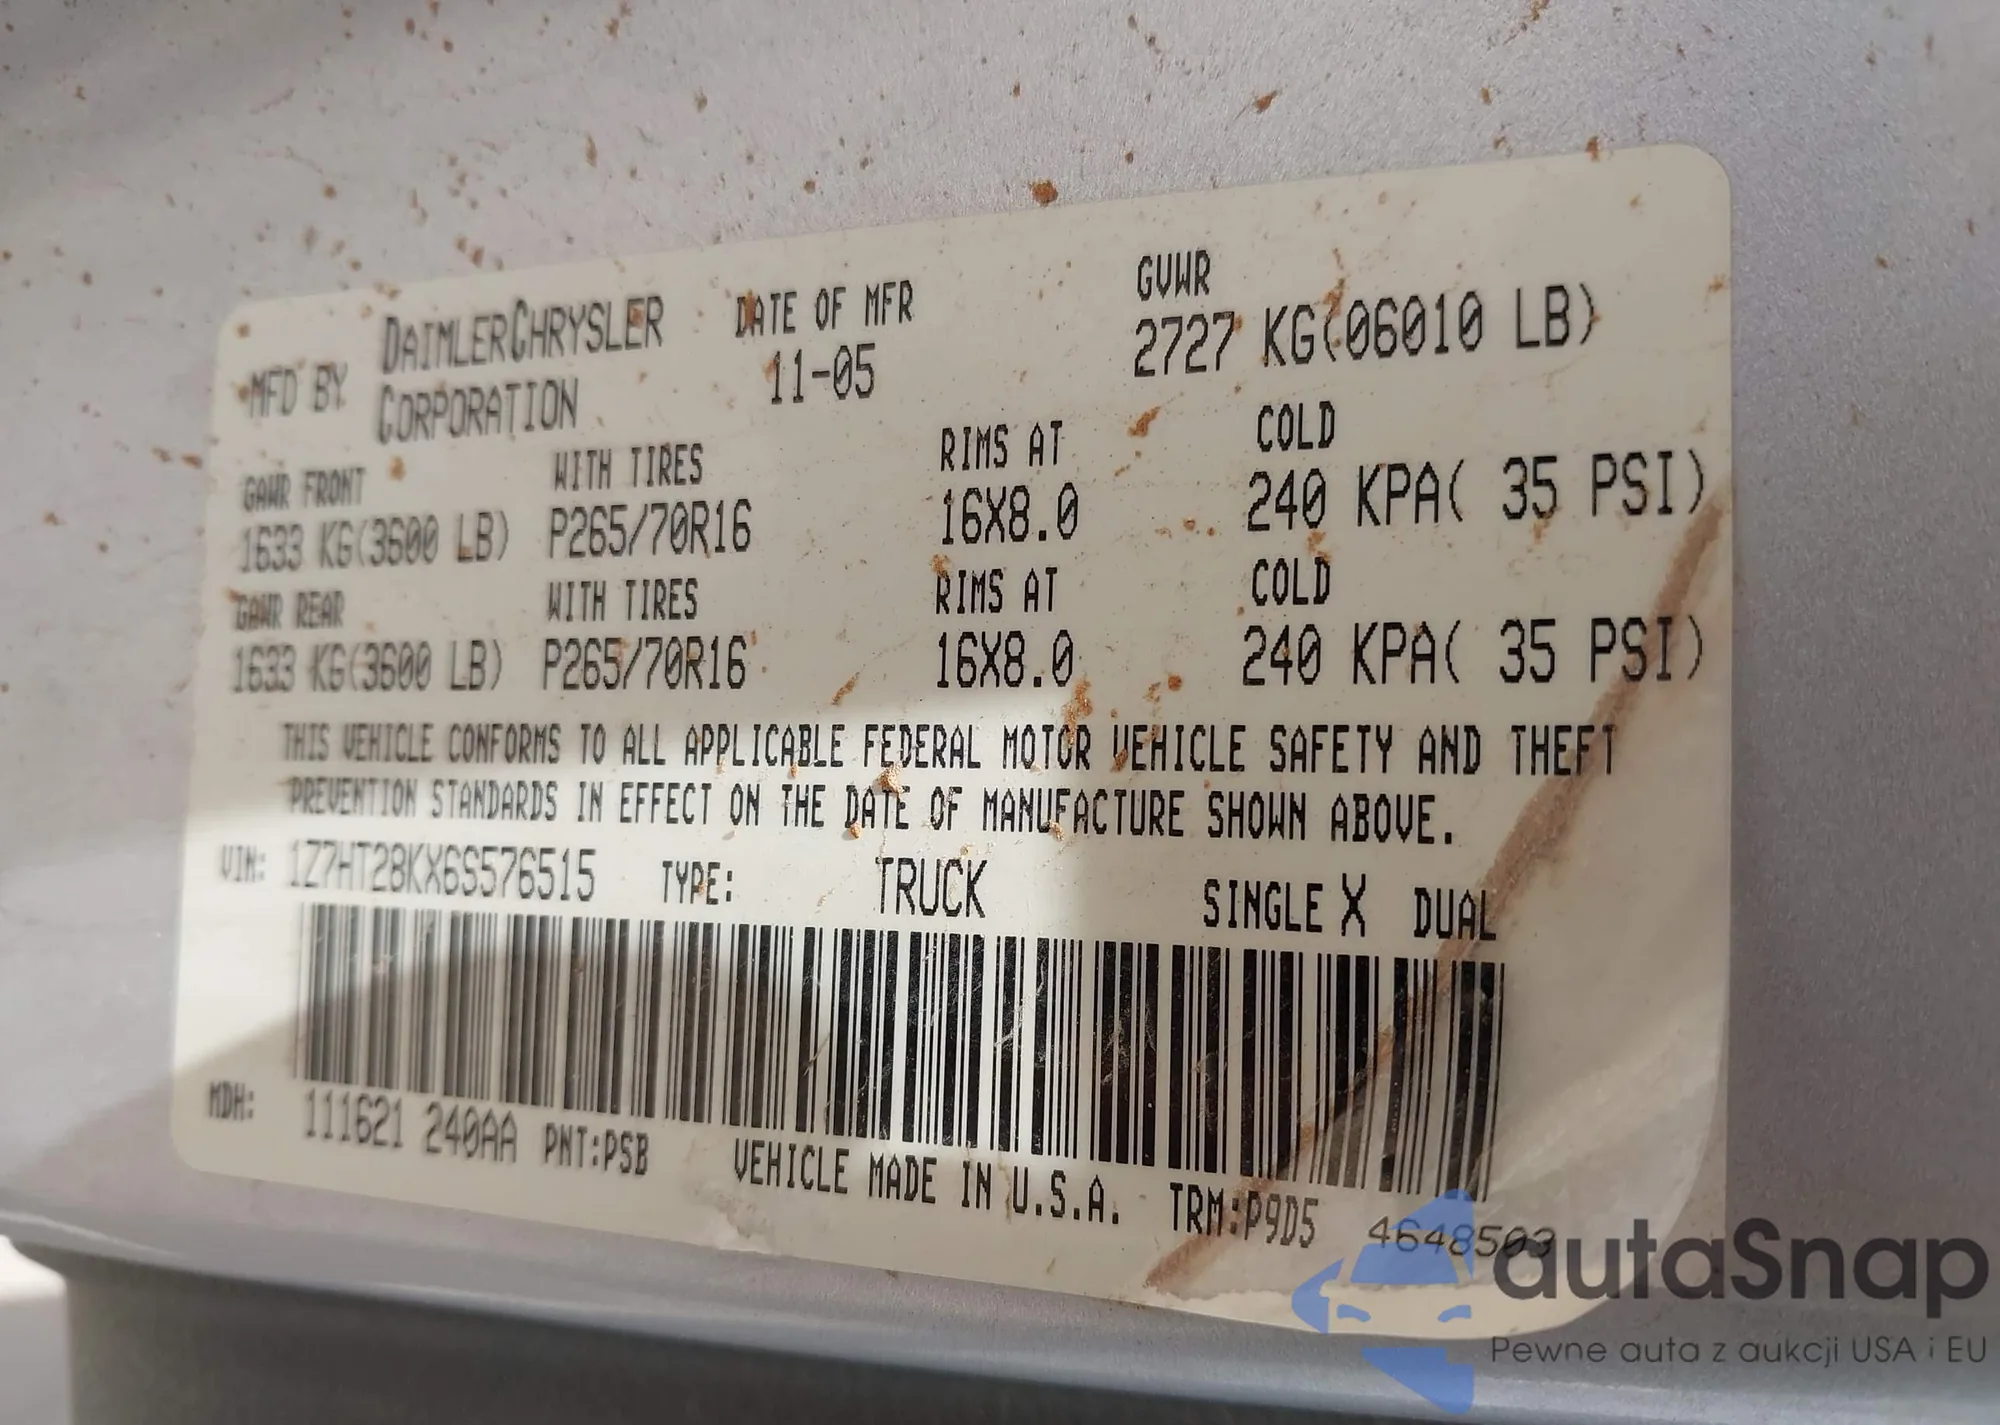 MFD BY DAIMLERCHRYSLER CORPORATION DATE OF MFR 11-05 GVWR 2727 KG(06010 LB)
GAWR FRONT WITH TIRES RIMS AT COLD
1633 KG(3600 LB) P265/70R16 16X8.0 240 KPA( 35 PSI)
GAWR REAR WITH TIRES RIMS AT COLD
1633 KG(3600 LB) P265/70R16 16X8.0 240 KPA( 35 PSI)
THIS VEHICLE CONFORMS TO ALL APPLICABLE FEDERAL MOTOR VEHICLE SAFETY AND THEFT
PREVENTION STANDARDS IN EFFECT ON THE DATE OF MANUFACTURE SHOWN ABOVE.
VIN: 1Z7HT28KX6S576515 TYPE: TRUCK SINGLE X DUAL
MDH: 111621 240AA PNT:PSB VEHICLE MADE IN U.S.A. TRM:P9D5 4648503
autaSnap
Pewne auta z aukcji USA i EU